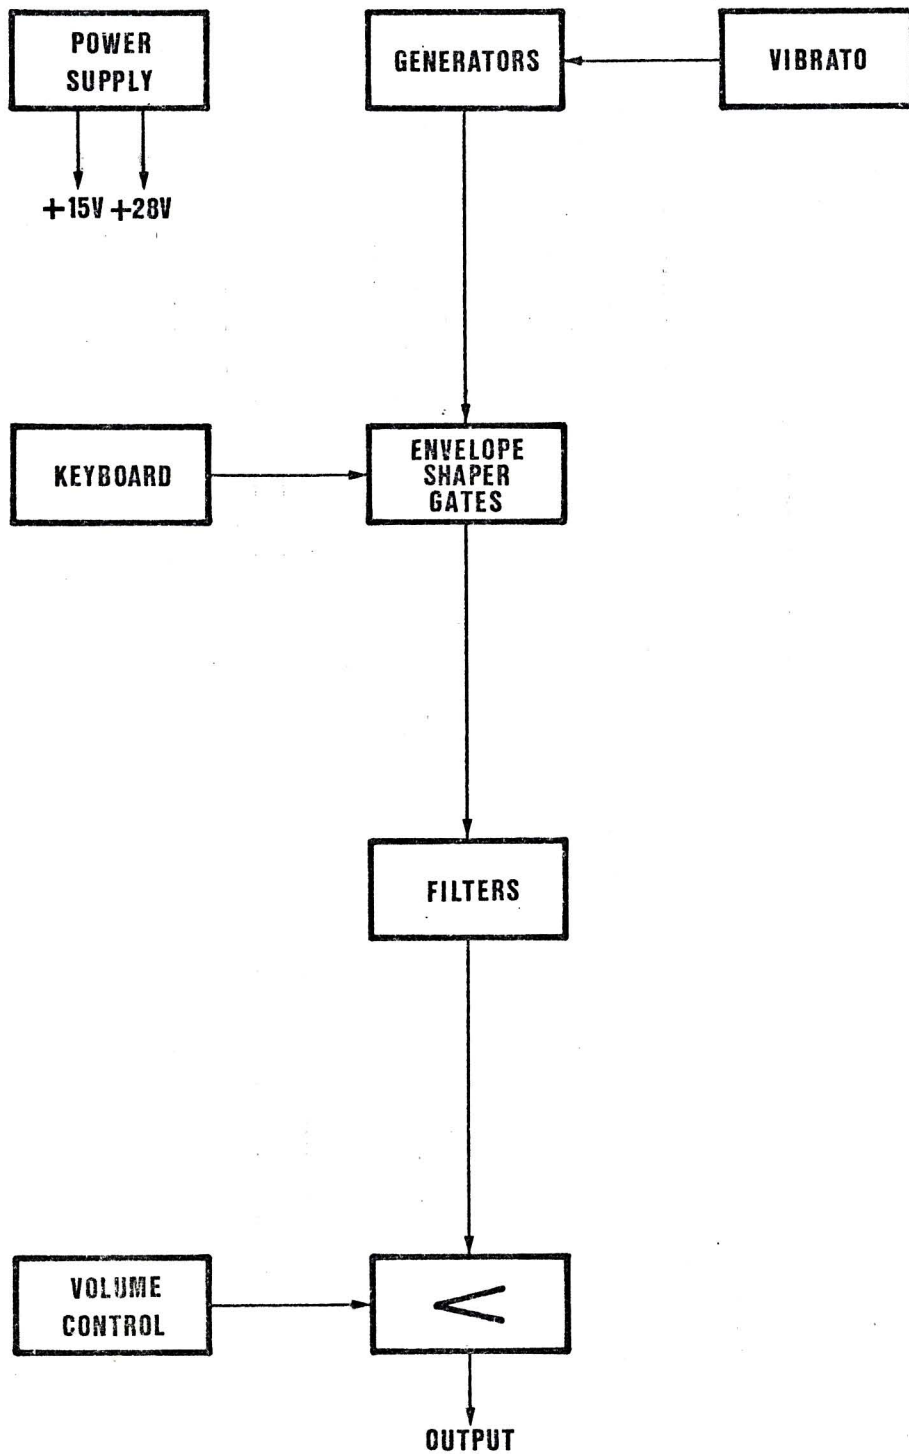 POWER
SUPPLY
GENERATORS
VIBRATO
+15V +28V
KEYBOARD
ENVELOPE
SHAPER
GATES
FILTERS
VOLUME
CONTROL
<
OUTPUT